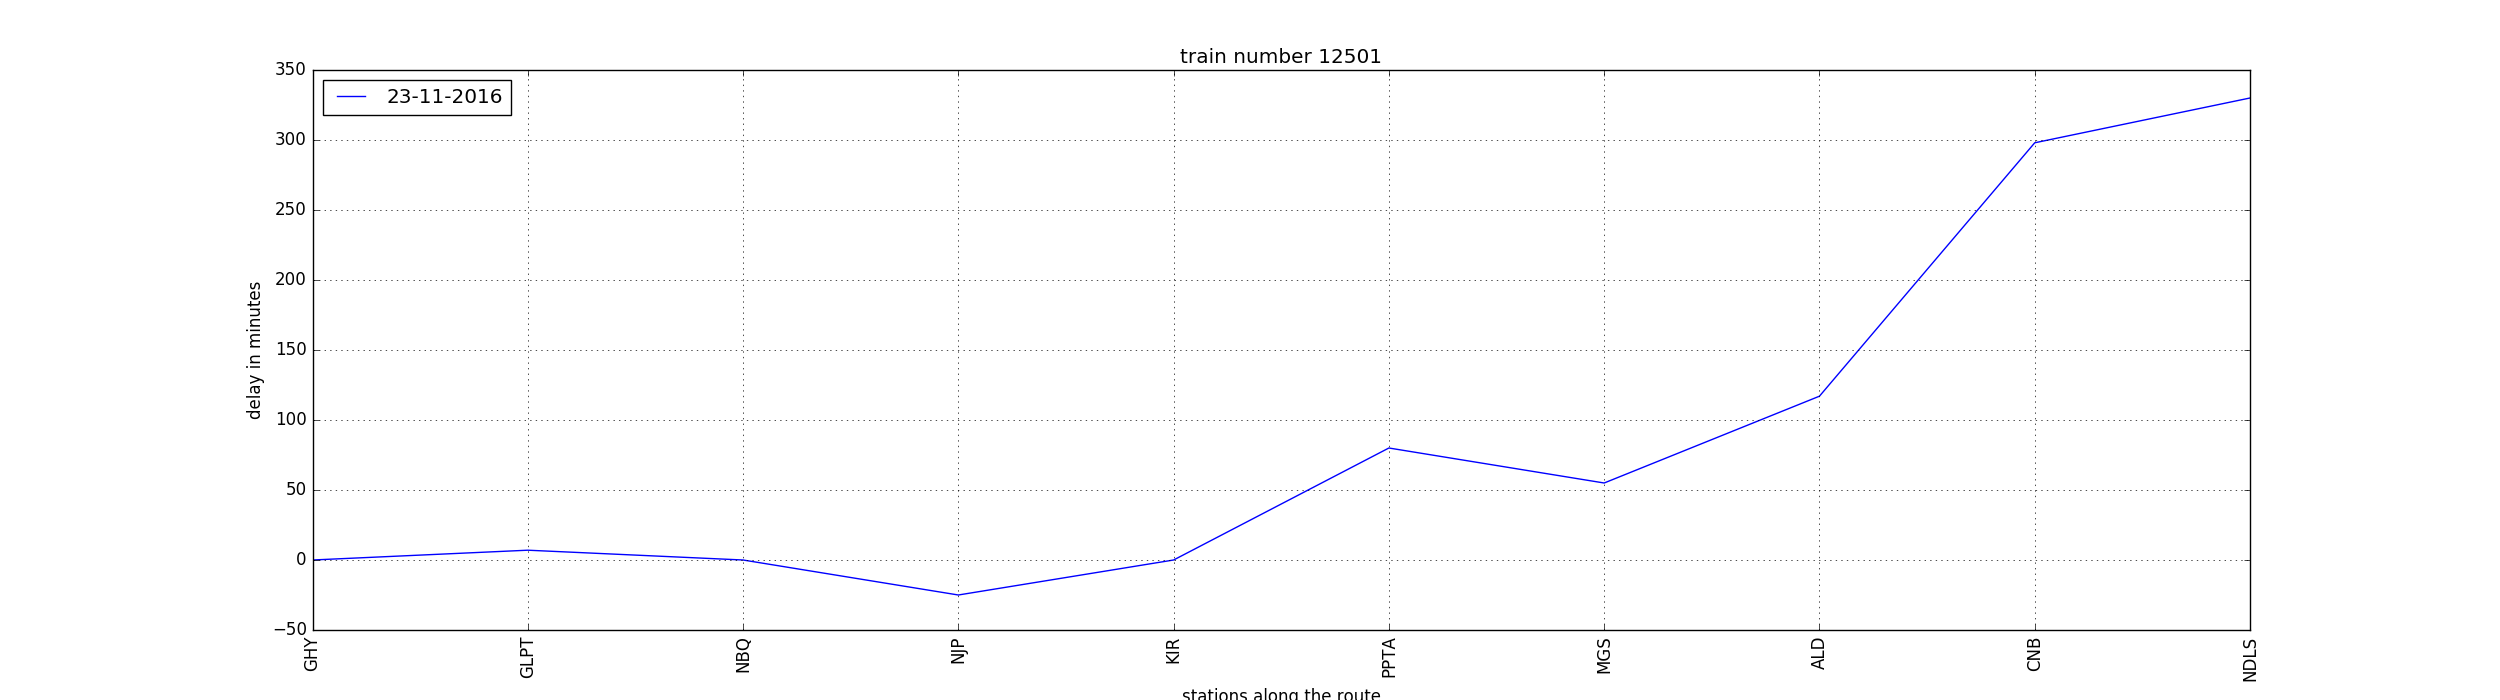 train number 12501
23-11-2016
350
300
250
200
150
100
50
0
−50
delay in minutes
GHY
GLPT
NBQ
NJP
KIR
PPTA
MGS
ALD
CNB
NDLS
stations along the route